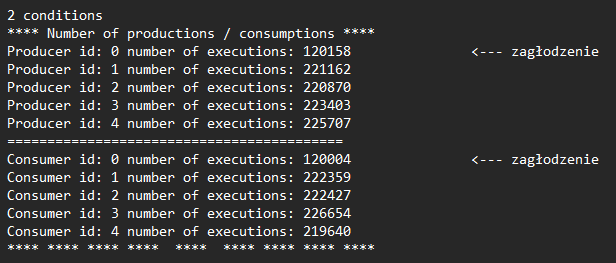 2 conditions
**** Number of productions / consumptions ****
Producer id: 0 number of executions: 120158 <--- zagłodzenie
Producer id: 1 number of executions: 221162
Producer id: 2 number of executions: 220870
Producer id: 3 number of executions: 223403
Producer id: 4 number of executions: 225707
==========================================
Consumer id: 0 number of executions: 120004 <--- zagłodzenie
Consumer id: 1 number of executions: 222359
Consumer id: 2 number of executions: 222427
Consumer id: 3 number of executions: 226654
Consumer id: 4 number of executions: 219640
**** **** **** ****  ****  **** **** **** ****